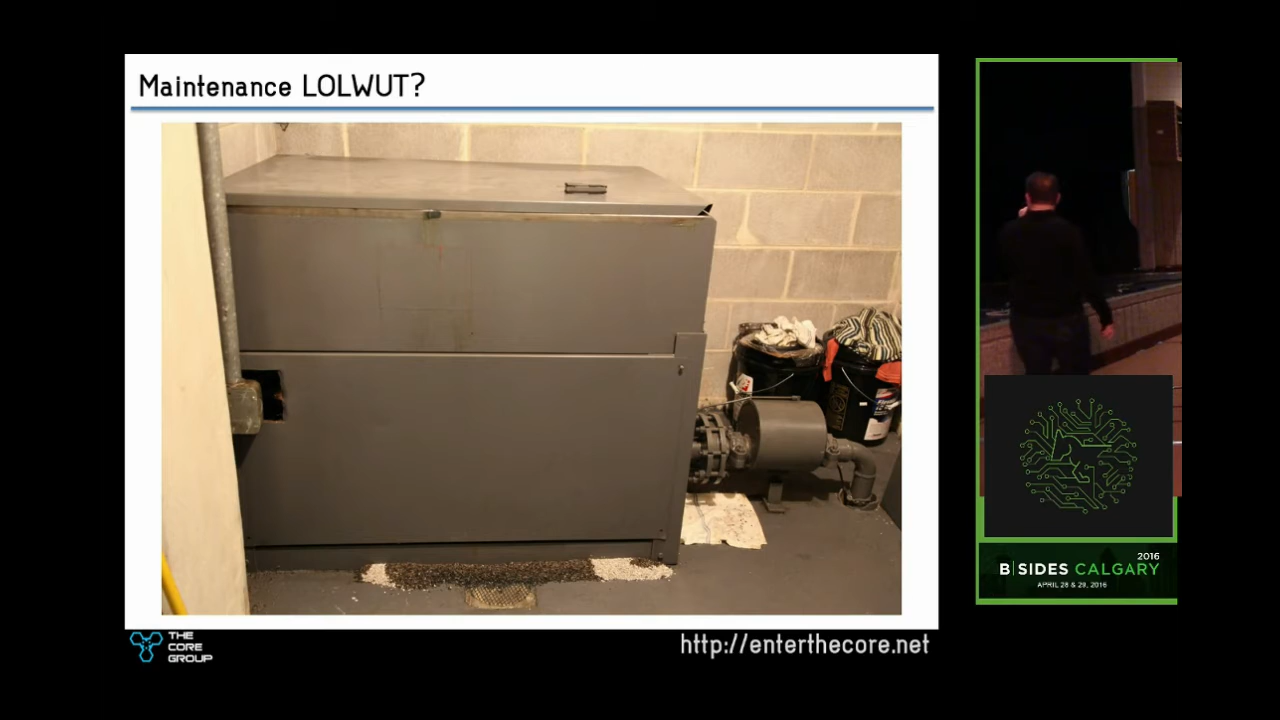 Maintenance LOLWUT?
THE
CORE
GROUP
http://enterthecore.net
2016
B|SIDES CALGARY
APRIL 28 & 29, 2016